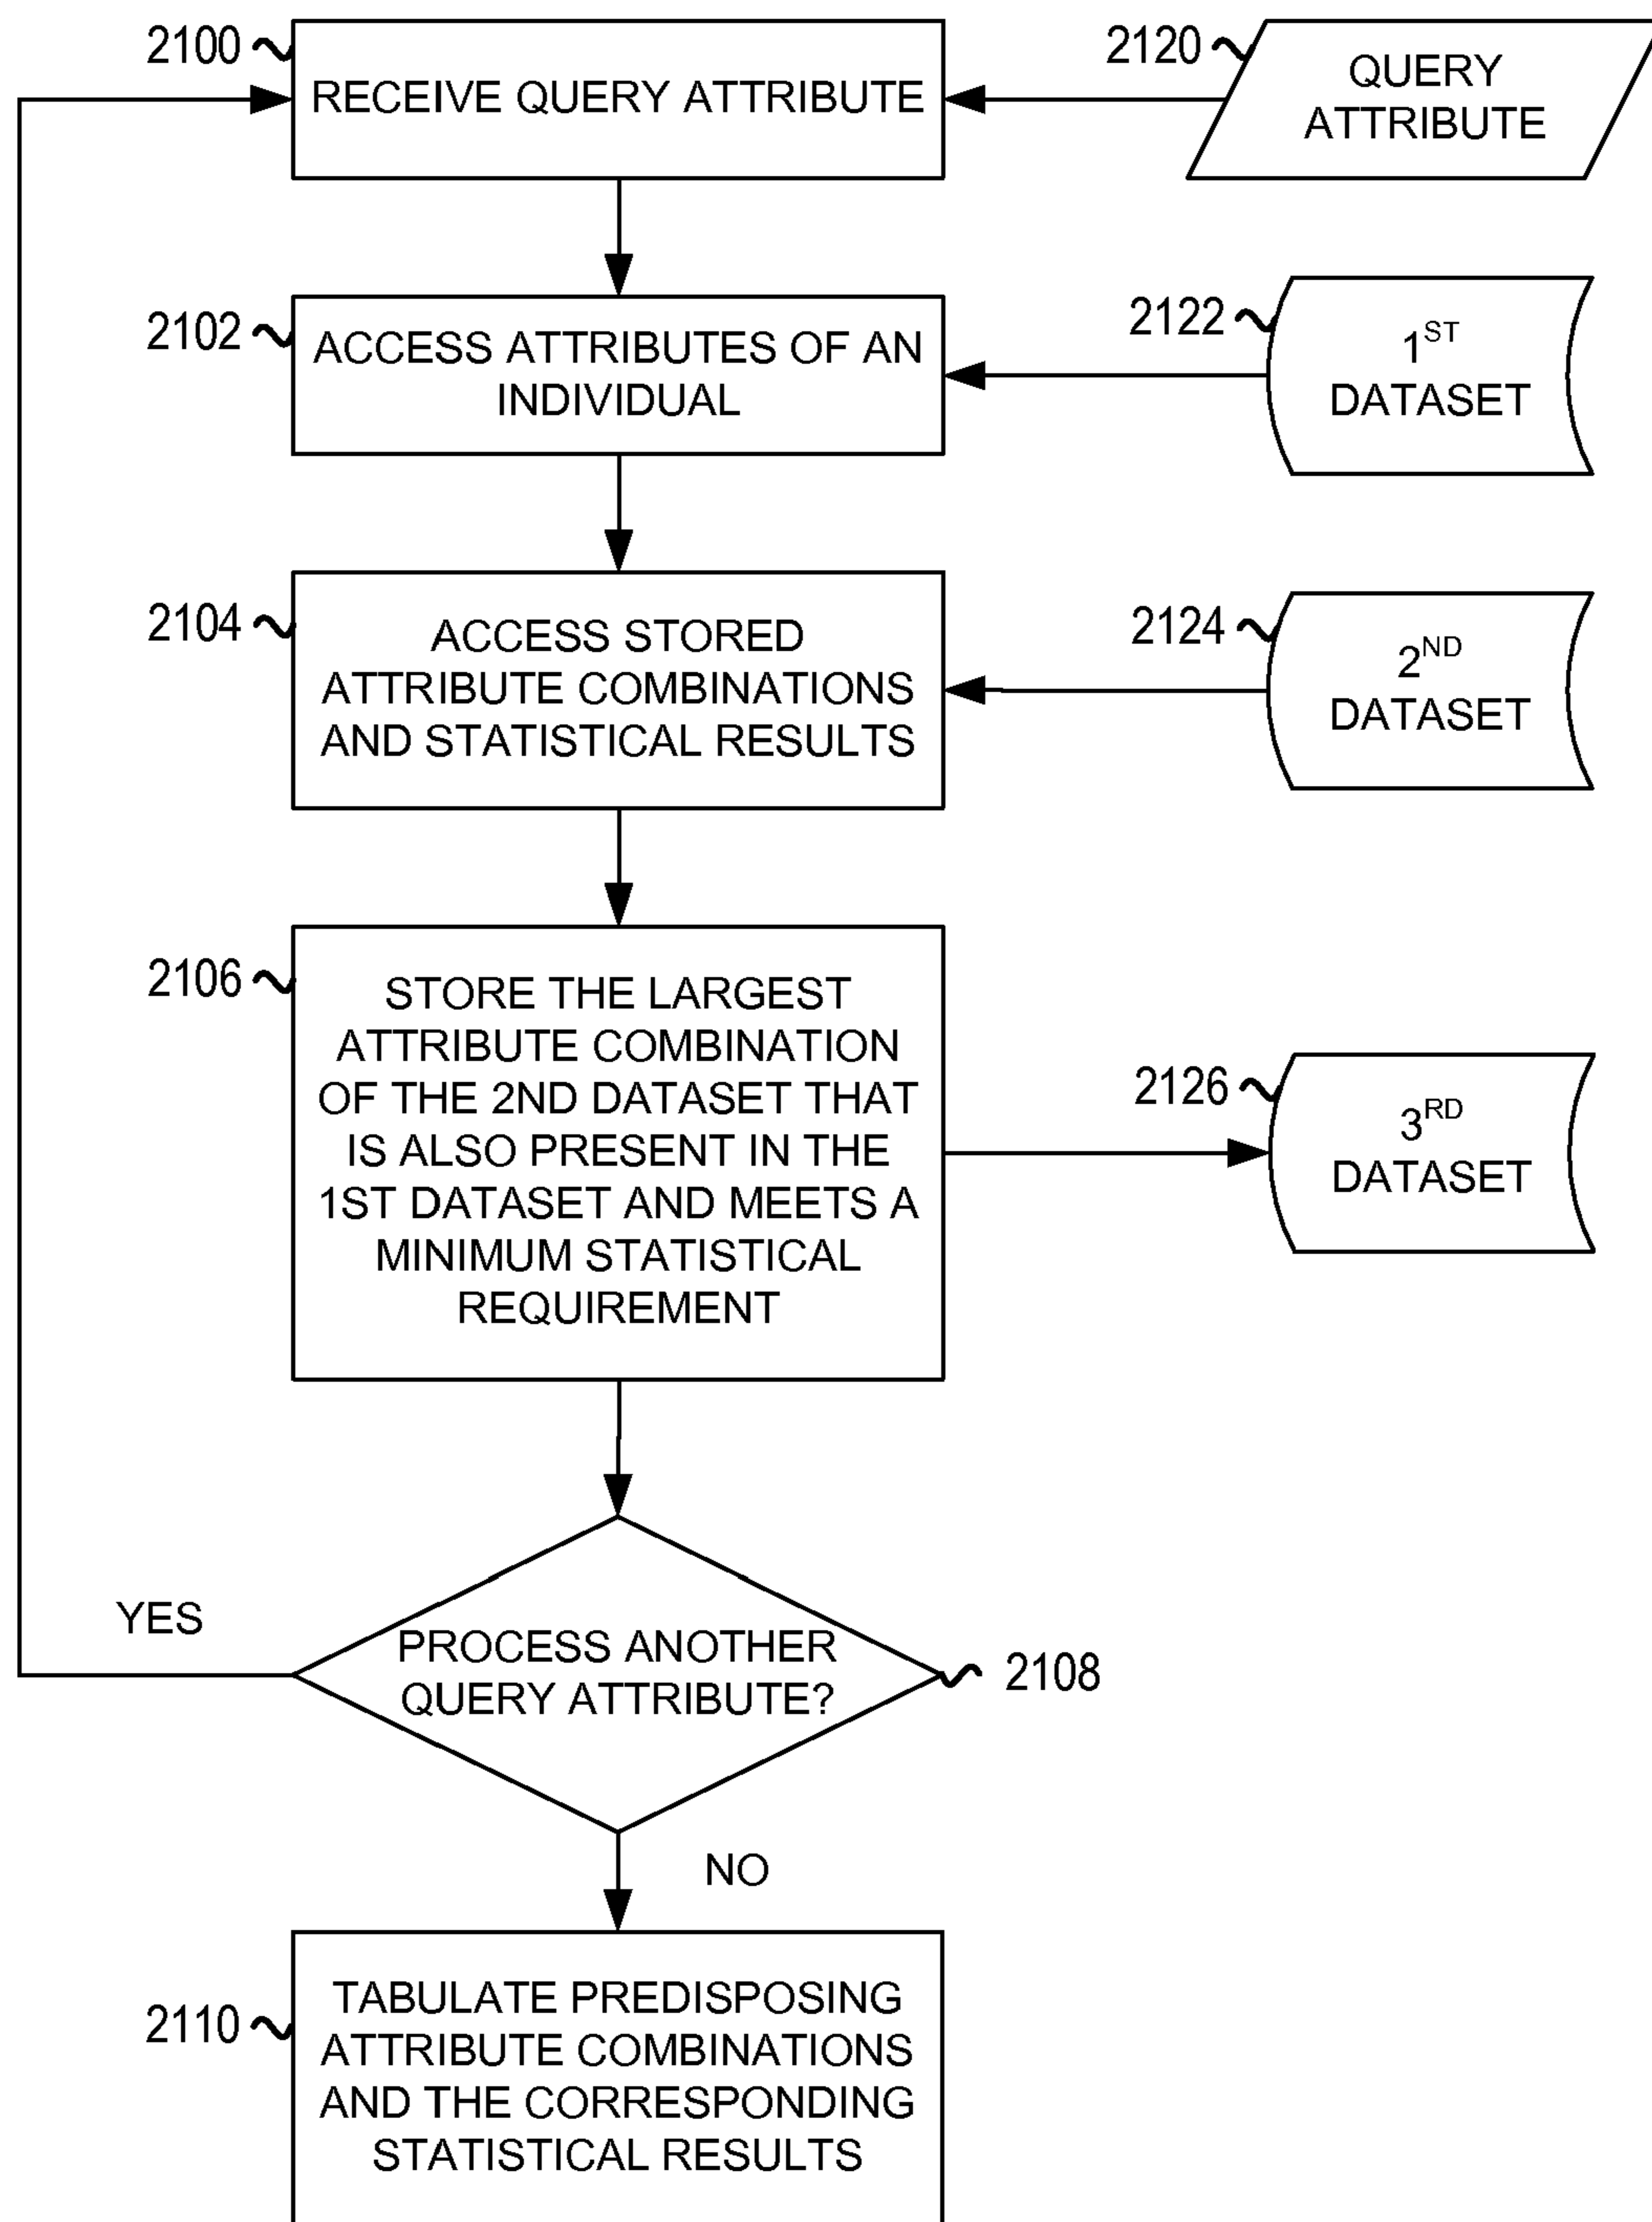 2100
RECEIVE QUERY ATTRIBUTE
2120
QUERY
ATTRIBUTE
2102
ACCESS ATTRIBUTES OF AN
INDIVIDUAL
2122
1ST
DATASET
2104
ACCESS STORED
ATTRIBUTE COMBINATIONS
AND STATISTICAL RESULTS
2124
2ND
DATASET
2106
STORE THE LARGEST
ATTRIBUTE COMBINATION
OF THE 2ND DATASET THAT
IS ALSO PRESENT IN THE
1ST DATASET AND MEETS A
MINIMUM STATISTICAL
REQUIREMENT
2126
3RD
DATASET
YES
PROCESS ANOTHER
QUERY ATTRIBUTE?
2108
NO
2110
TABULATE PREDISPOSING
ATTRIBUTE COMBINATIONS
AND THE CORRESPONDING
STATISTICAL RESULTS